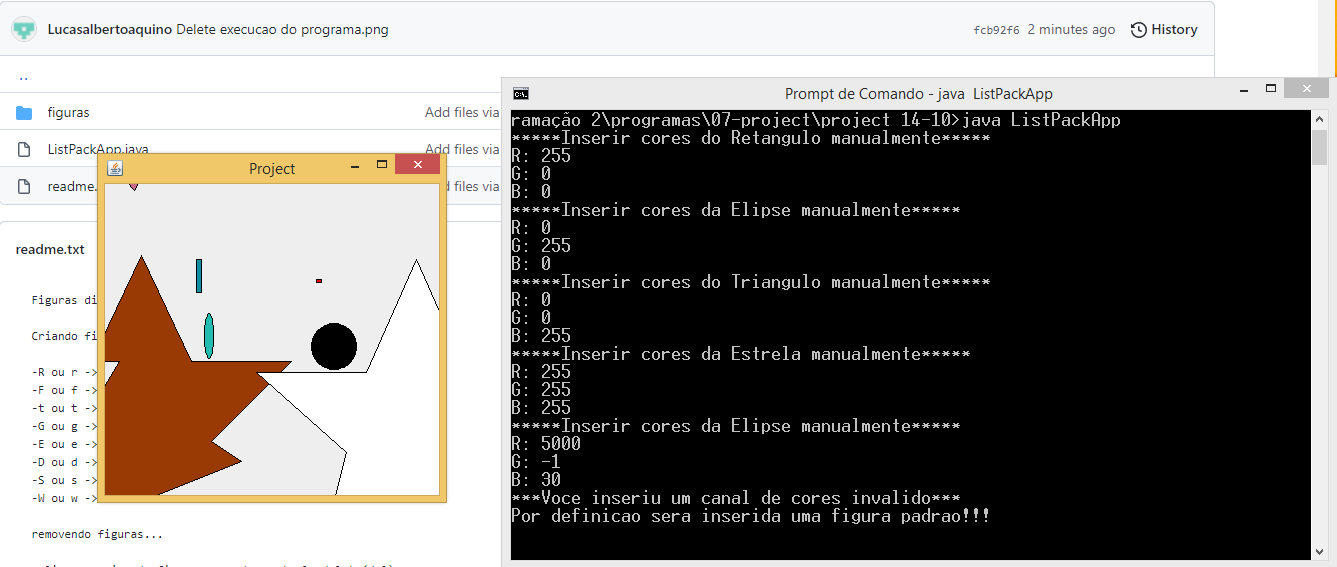 Lucasalbertoaquino Delete execucao do programa.png
fcb92f6 2 minutes ago History
..
figuras Add files via
ListPackApp.java Add files via
readme. d files via
readme.txt
Figuras di
Criando fi
-R ou r ->
-F ou f ->
-t ou t ->
-G ou g ->
-E ou e ->
-D ou d ->
-S ou s ->
-W ou w ->
removendo figuras...
Project
Prompt de Comando - java ListPackApp
ramação 2\programas\07-project\project 14-10>java ListPackApp
*****Inserir cores do Retangulo manualmente*****
R: 255
G: 0
B: 0
*****Inserir cores da Elipse manualmente*****
R: 0
G: 255
B: 0
*****Inserir cores do Triangulo manualmente*****
R: 0
G: 0
B: 255
*****Inserir cores da Estrela manualmente*****
R: 255
G: 255
B: 255
*****Inserir cores da Elipse manualmente*****
R: 5000
G: -1
B: 30
***Voce inseriu um canal de cores invalido***
Por definicao sera inserida uma figura padrao!!!